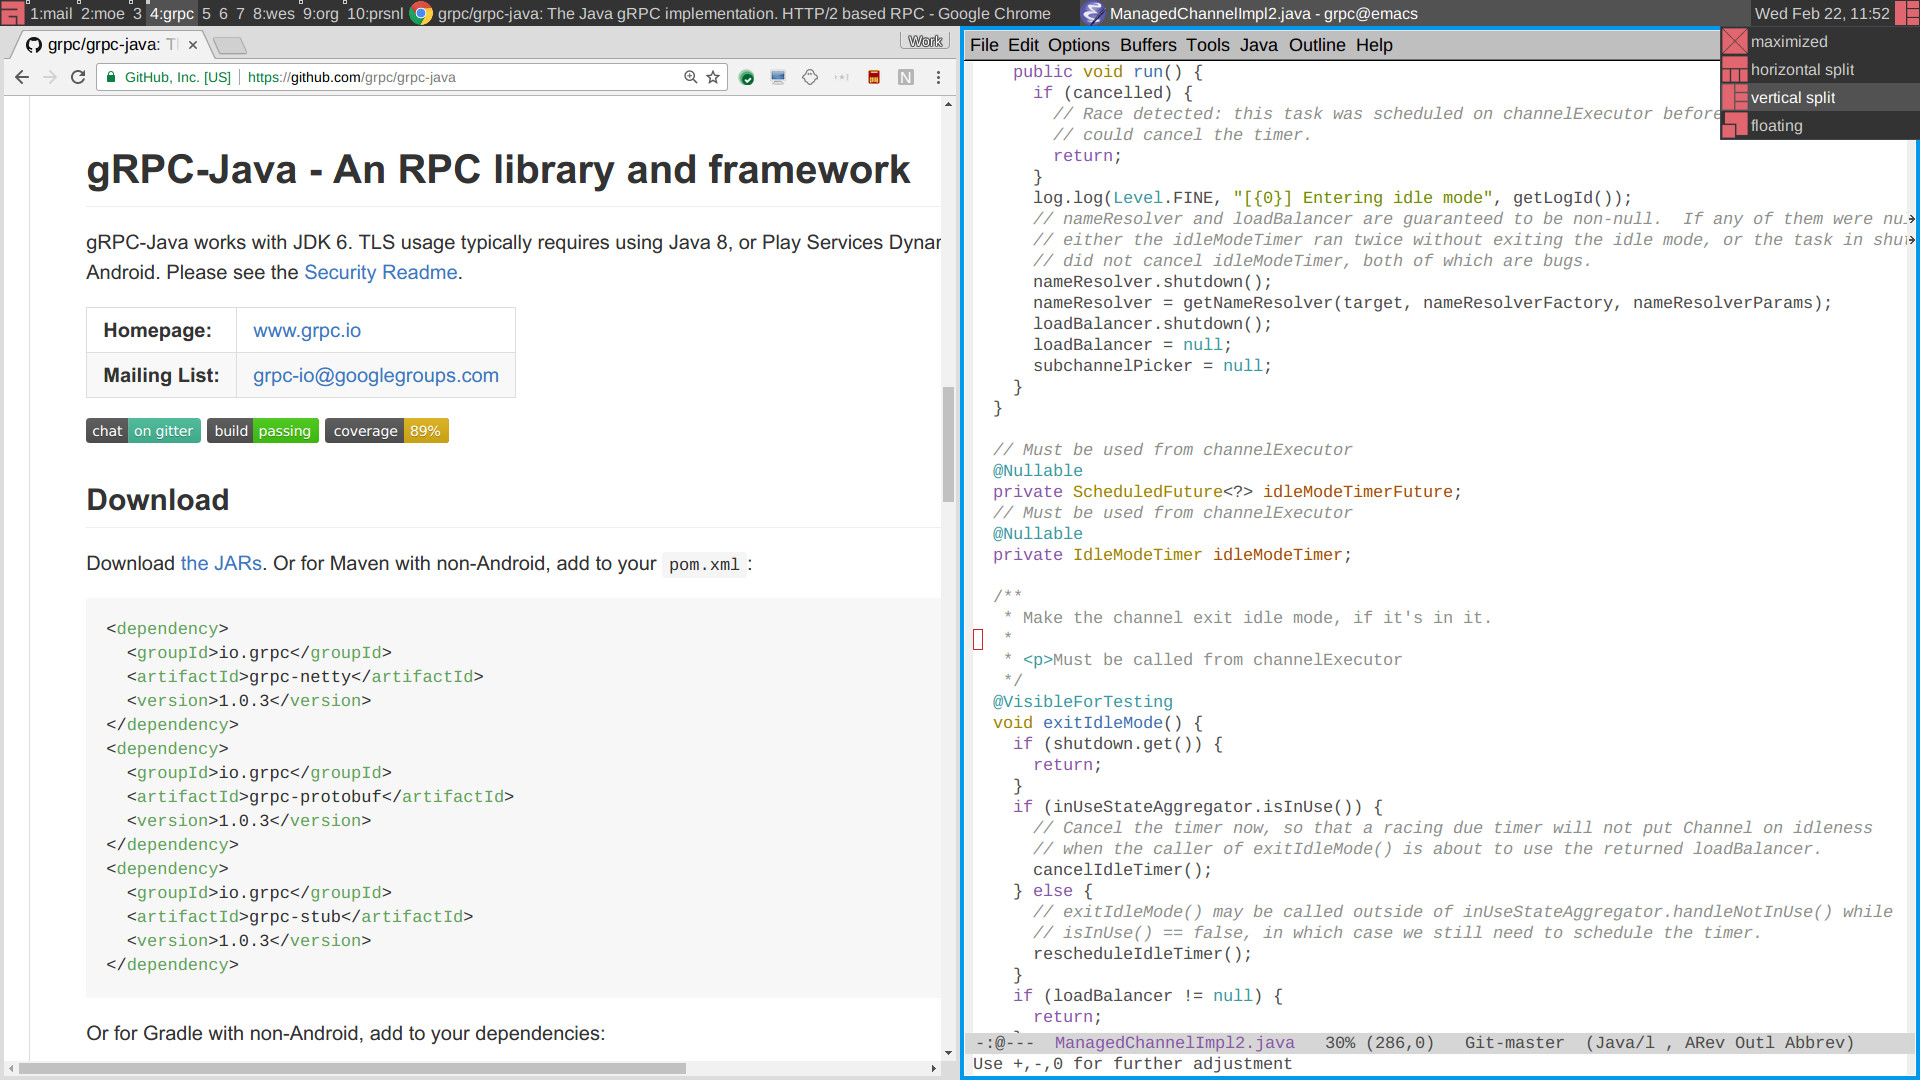 1:mail 2:moe 3 4:grpc 5 6 7 8:wes 9:org 10:prsnl grpc/grpc-java: The Java gRPC implementation. HTTP/2 based RPC - Google Chrome ManagedChannelImpl2.java - grpc@emacs Wed Feb 22, 11:52
maximized
horizontal split
vertical split
floating
grpc/grpc-java: T
Work
GitHub, Inc. [US] https://github.com/grpc/grpc-java
gRPC-Java - An RPC library and framework
gRPC-Java works with JDK 6. TLS usage typically requires using Java 8, or Play Services Dynar
Android. Please see the Security Readme.
Homepage: www.grpc.io
Mailing List: grpc-io@googlegroups.com
chat on gitter build passing coverage 89%
Download
Download the JARs. Or for Maven with non-Android, add to your pom.xml:
<dependency>
  <groupId>io.grpc</groupId>
  <artifactId>grpc-netty</artifactId>
  <version>1.0.3</version>
</dependency>
<dependency>
  <groupId>io.grpc</groupId>
  <artifactId>grpc-protobuf</artifactId>
  <version>1.0.3</version>
</dependency>
<dependency>
  <groupId>io.grpc</groupId>
  <artifactId>grpc-stub</artifactId>
  <version>1.0.3</version>
</dependency>
Or for Gradle with non-Android, add to your dependencies:
File Edit Options Buffers Tools Java Outline Help
    public void run() {
      if (cancelled) {
        // Race detected: this task was scheduled on channelExecutor before
        // could cancel the timer.
        return;
      }
      log.log(Level.FINE, "[{0}] Entering idle mode", getLogId());
      // nameResolver and loadBalancer are guaranteed to be non-null.  If any of them were nu
      // either the idleModeTimer ran twice without exiting the idle mode, or the task in shu
      // did not cancel idleModeTimer, both of which are bugs.
      nameResolver.shutdown();
      nameResolver = getNameResolver(target, nameResolverFactory, nameResolverParams);
      loadBalancer.shutdown();
      loadBalancer = null;
      subchannelPicker = null;
    }
  }
  // Must be used from channelExecutor
  @Nullable
  private ScheduledFuture<?> idleModeTimerFuture;
  // Must be used from channelExecutor
  @Nullable
  private IdleModeTimer idleModeTimer;
  /**
   * Make the channel exit idle mode, if it's in it.
   *
   * <p>Must be called from channelExecutor
   */
  @VisibleForTesting
  void exitIdleMode() {
    if (shutdown.get()) {
      return;
    }
    if (inUseStateAggregator.isInUse()) {
      // Cancel the timer now, so that a racing due timer will not put Channel on idleness
      // when the caller of exitIdleMode() is about to use the returned loadBalancer.
      cancelIdleTimer();
    } else {
      // exitIdleMode() may be called outside of inUseStateAggregator.handleNotInUse() while
      // isInUse() == false, in which case we still need to schedule the timer.
      rescheduleIdleTimer();
    }
    if (loadBalancer != null) {
      return;
-:@--- ManagedChannelImpl2.java 30% (286,0) Git-master (Java/l , ARev Outl Abbrev)
Use +,-,0 for further adjustment